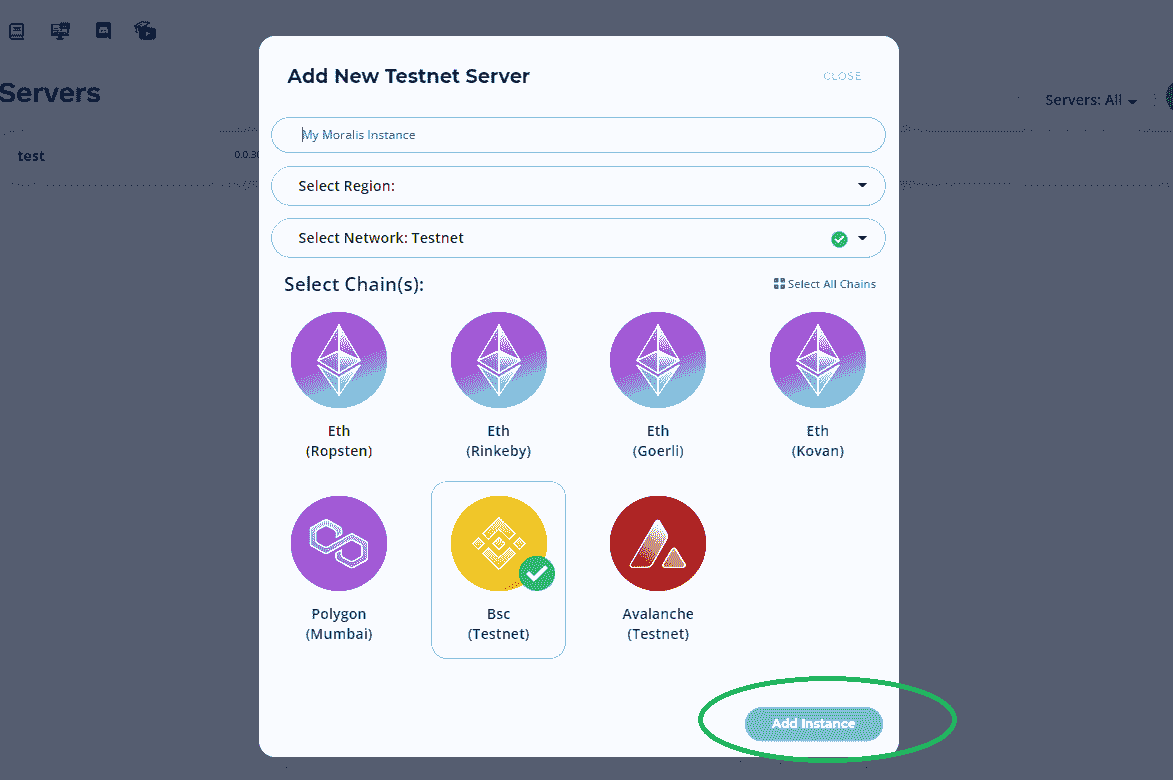 Add New Testnet Server
CLOSE
Servers
Servers: All
My Moralis Instance
test
0.0.30
Select Region:
Select Network: Testnet
Select Chain(s):
Select All Chains
Eth
(Ropsten)
Eth
(Rinkeby)
Eth
(Goerli)
Eth
(Kovan)
Polygon
(Mumbai)
Bsc
(Testnet)
Avalanche
(Testnet)
Add Instance